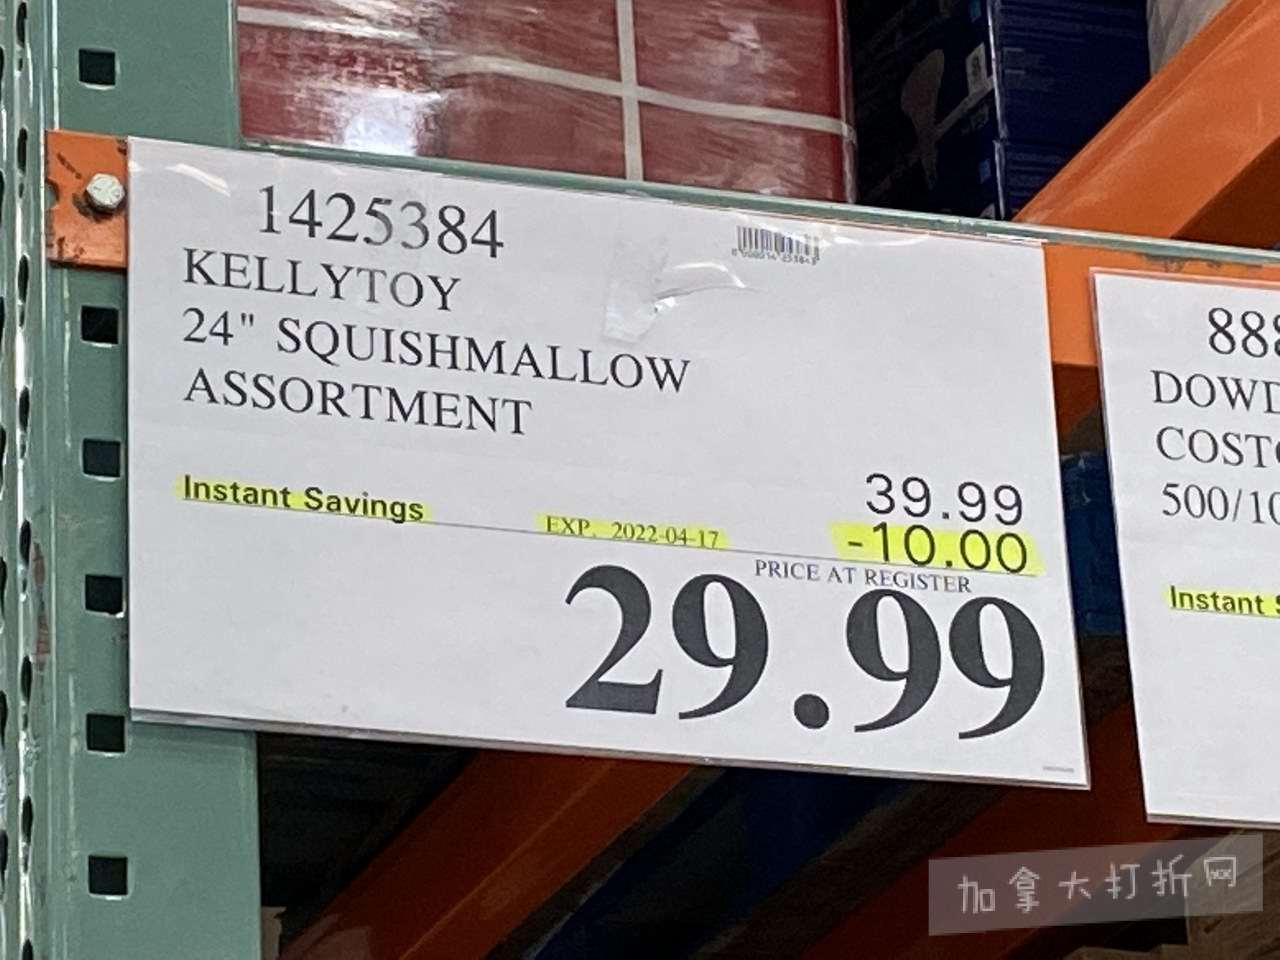 1425384
KELLYTOY
24" SQUISHMALLOW
ASSORTMENT
39.99
Instant Savings EXP. 2022-04-17 -10.00
PRICE AT REGISTER
29.99
888
DOWD
COSTC
500/10
Instant S
加拿大打折网